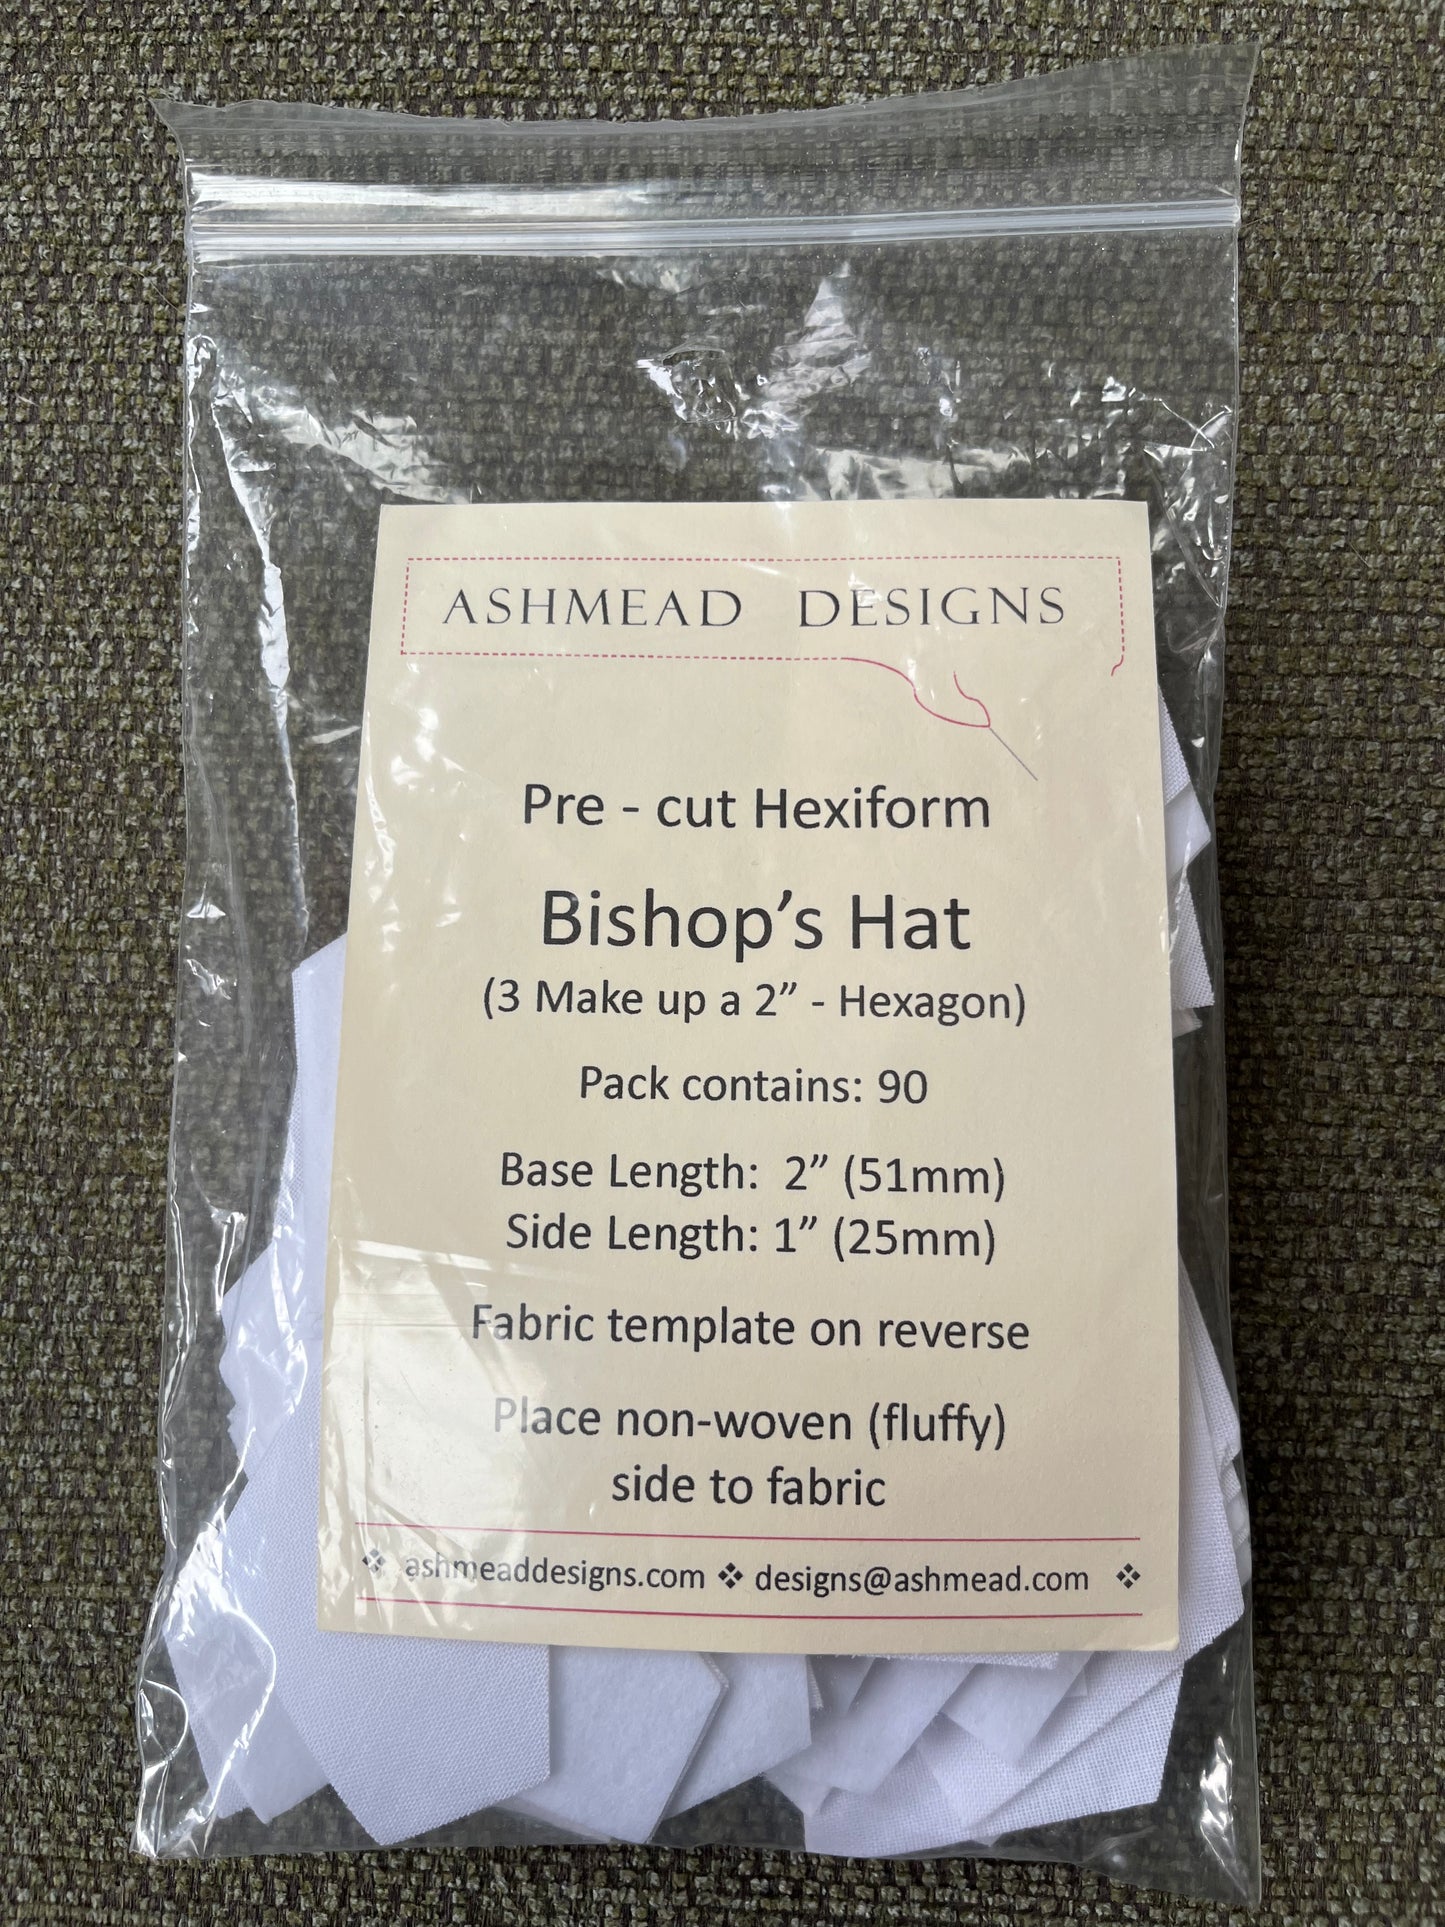 ASHMEAD DESIGNS
Pre - cut Hexiform
Bishop’s Hat
(3 Make up a 2” - Hexagon)
Pack contains: 90
Base Length: 2” (51mm)
Side Length: 1” (25mm)
Fabric template on reverse
Place non-woven (fluffy)
side to fabric
❖ ashmeaddesigns.com ❖ designs@ashmead.com ❖